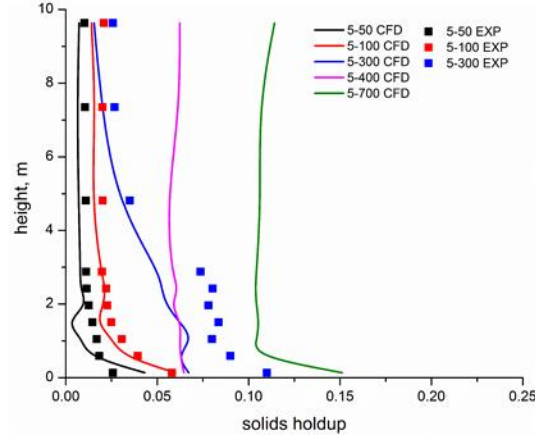 10
8
6
4
2
0
height, m
0.00 0.05 0.10 0.15 0.20 0.25
solids holdup
5-50 CFD
5-100 CFD
5-300 CFD
5-400 CFD
5-700 CFD
5-50 EXP
5-100 EXP
5-300 EXP